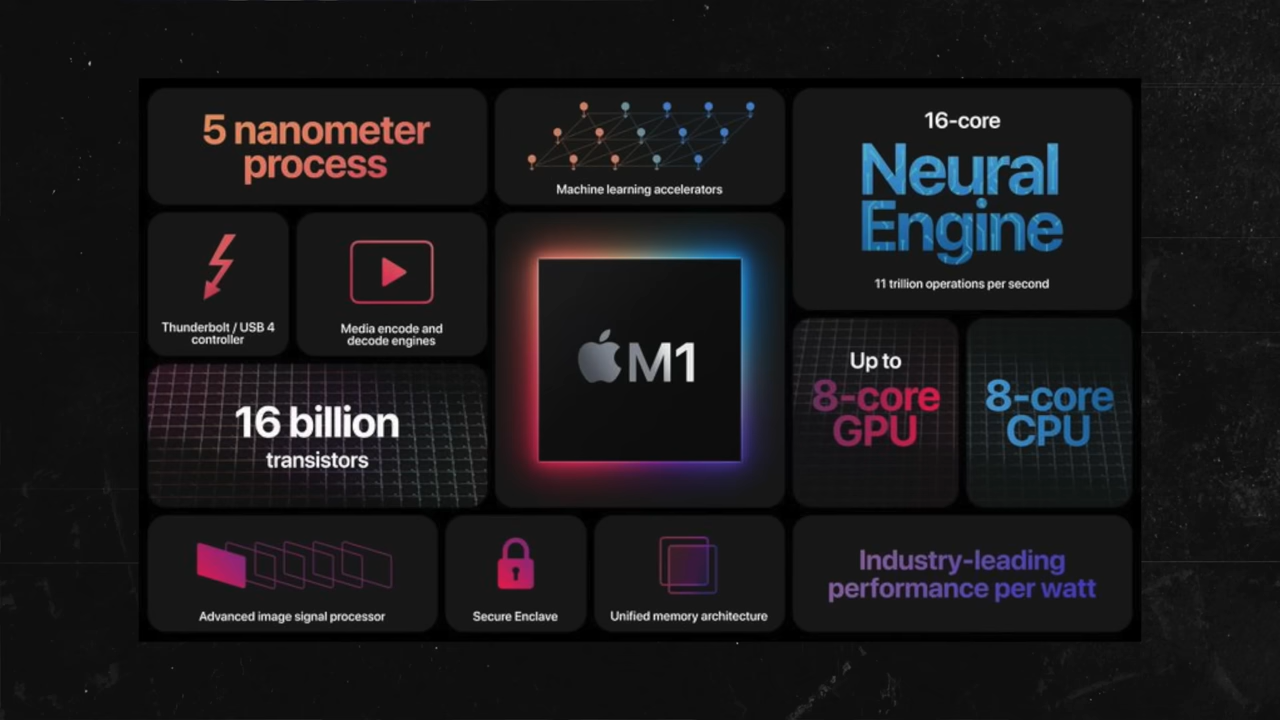 5 nanometer
process
Machine learning accelerators
16-core
Neural
Engine
11 trillion operations per second
Thunderbolt / USB 4
controller
Media encode and
decode engines
M1
Up to
8-core
GPU
8-core
CPU
16 billion
transistors
Advanced image signal processor
Secure Enclave
Unified memory architecture
Industry-leading
performance per watt